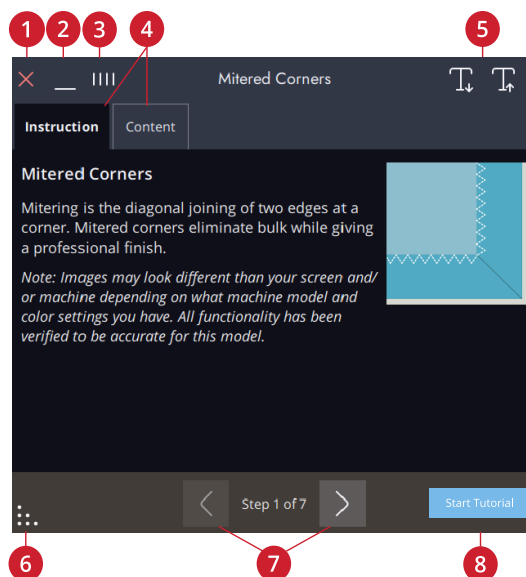 1 2 3 4 5
Mitered Corners
Instruction Content
Mitered Corners
Mitering is the diagonal joining of two edges at a
corner. Mitered corners eliminate bulk while giving
a professional finish.
Note: Images may look different than your screen and/
or machine depending on what machine model and
color settings you have. All functionality has been
verified to be accurate for this model.
Step 1 of 7 Start Tutorial
6 7 8